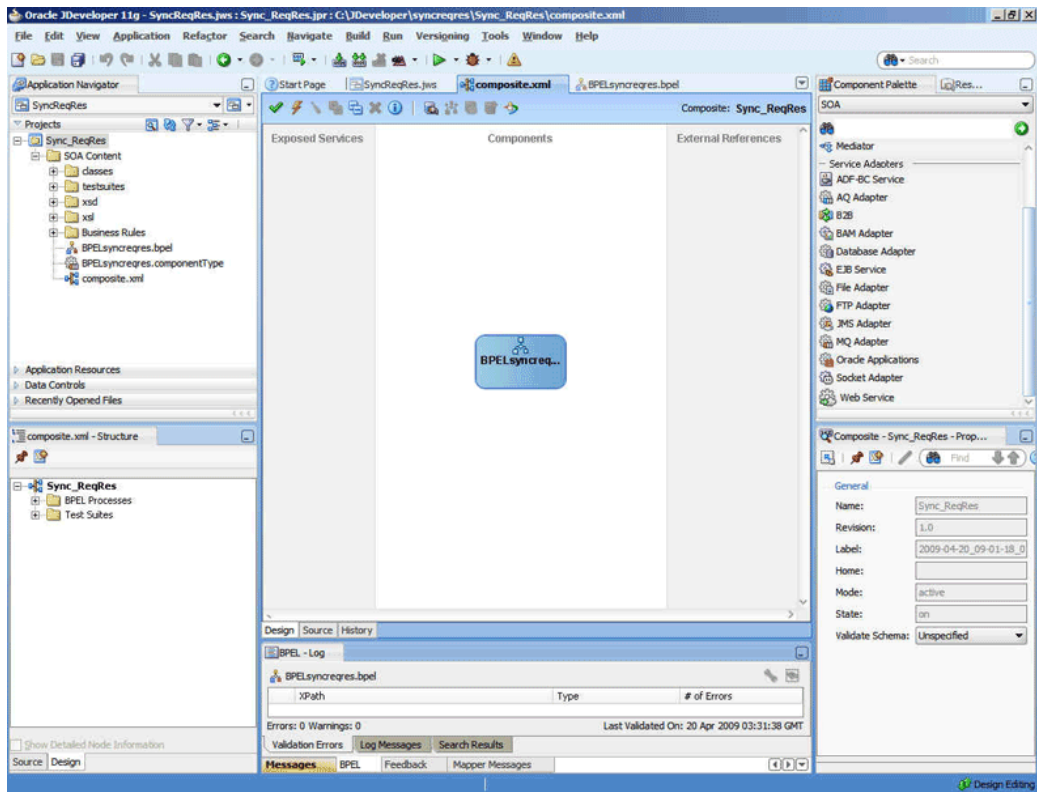 Oracle JDeveloper 11g - SyncReqRes.jws : Sync_ReqRes.jpr : C:\JDeveloper\syncreqres\Sync_ReqRes\composite.xml
File Edit View Application Refactor Search Navigate Build Run Versioning Tools Window Help
Search
Application Navigator
SyncReqRes
Projects
Sync_ReqRes
SOA Content
classes
testsuites
xsd
xsl
Business Rules
BPELsyncreqres.bpel
BPELsyncreqres.componentType
composite.xml
Application Resources
Data Controls
Recently Opened Files
composite.xml - Structure
Sync_ReqRes
BPEL Processes
Test Suites
Show Detailed Node Information
Source Design
Start Page SyncReqRes.jws composite.xml BPELsyncreqres.bpel
Composite: Sync_ReqRes
Exposed Services Components External References
BPELsyncreq...
Design Source History
BPEL - Log
BPELsyncreqres.bpel
XPath Type # of Errors
Errors: 0 Warnings: 0 Last Validated On: 20 Apr 2009 03:31:38 GMT
Validation Errors Log Messages Search Results
Messages BPEL Feedback Mapper Messages
Component Palette Res...
SOA
Mediator
Service Adapters
ADF-BC Service
AQ Adapter
B2B
BAM Adapter
Database Adapter
EJB Service
File Adapter
FTP Adapter
JMS Adapter
MQ Adapter
Oracle Applications
Socket Adapter
Web Service
Composite - Sync_ReqRes - Prop...
Find
General
Name: Sync_ReqRes
Revision: 1.0
Label: 2009-04-20_09-01-18_0
Home:
Mode: active
State: on
Validate Schema: Unspecified
Design Editing